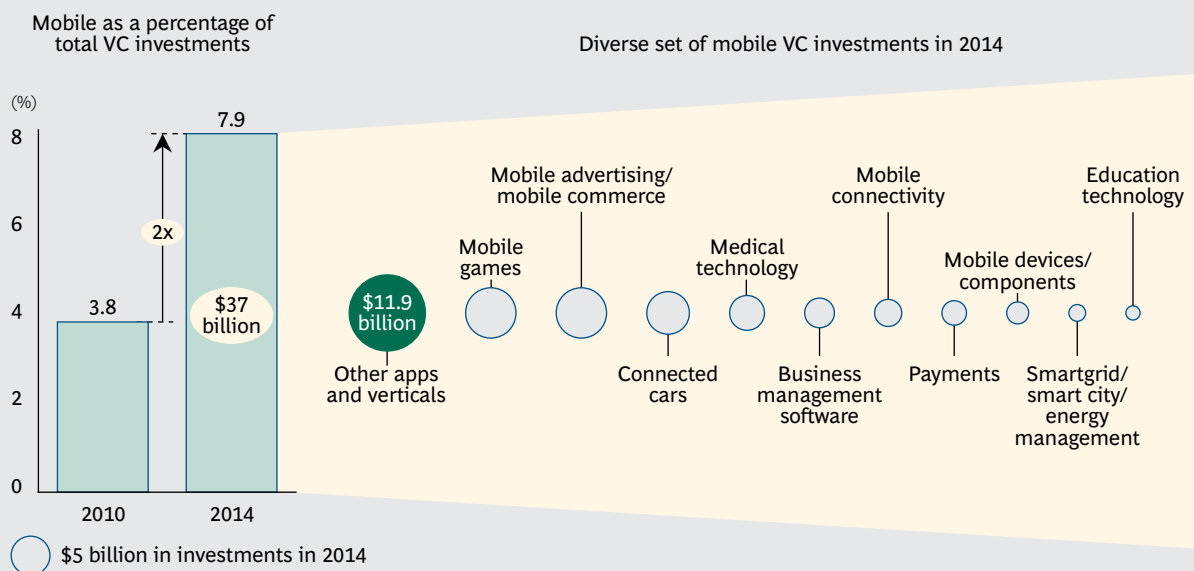 Mobile as a percentage of
total VC investments
Diverse set of mobile VC investments in 2014
(%)
8
6
4
2
0
3.8
7.9
2x
$37
billion
2010
2014
$11.9
billion
Other apps
and verticals
Mobile
games
Mobile advertising/
mobile commerce
Connected
cars
Medical
technology
Business
management
software
Mobile
connectivity
Payments
Mobile devices/
components
Smartgrid/
smart city/
energy
management
Education
technology
$5 billion in investments in 2014